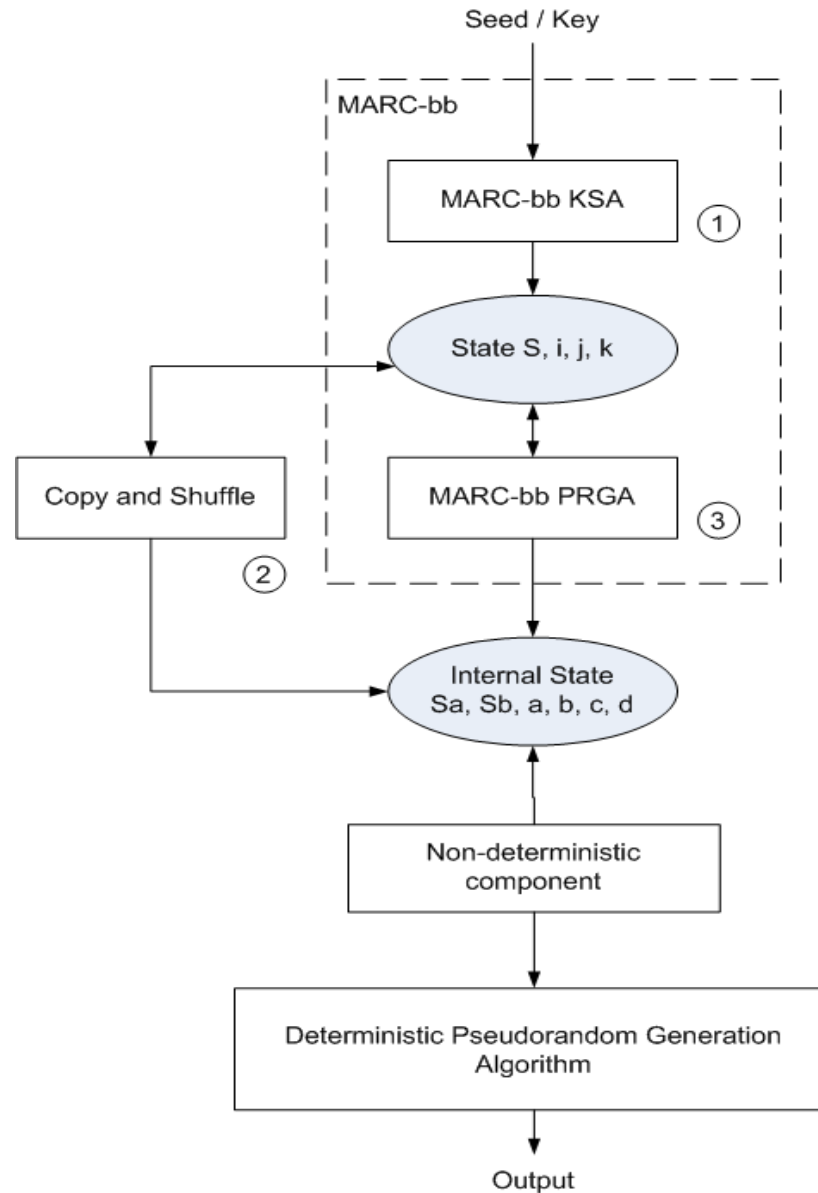 Seed / Key
MARC-bb
MARC-bb KSA
1
State S, i, j, k
Copy and Shuffle
MARC-bb PRGA
3
2
Internal State
Sa, Sb, a, b, c, d
Non-deterministic
component
Deterministic Pseudorandom Generation
Algorithm
Output